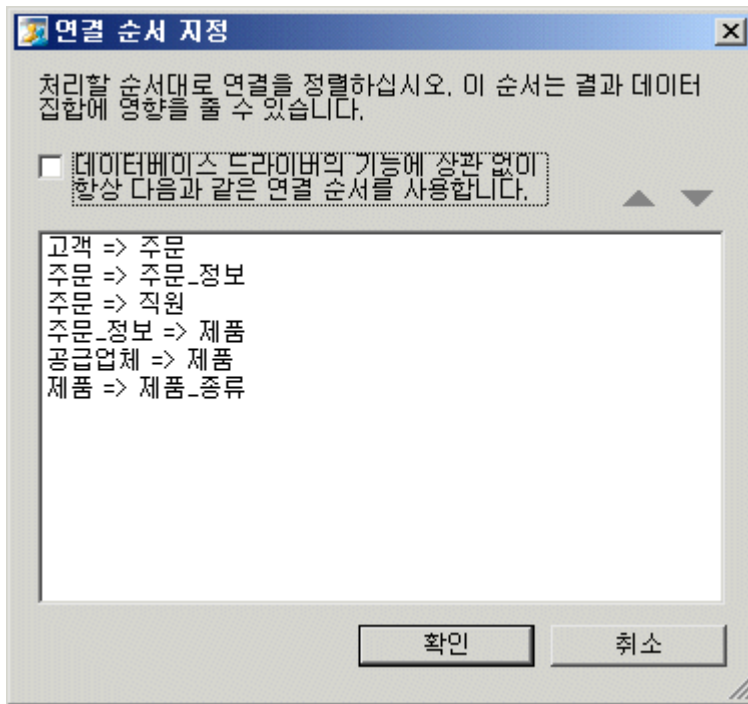 연결 순서 지정
처리할 순서대로 연결을 정렬하십시오. 이 순서는 결과 데이터
집합에 영향을 줄 수 있습니다.
데이터베이스 드라이버의 기능에 상관 없이
항상 다음과 같은 연결 순서를 사용합니다.
고객 => 주문
주문 => 주문_정보
주문 => 직원
주문_정보 => 제품
공급업체 => 제품
제품 => 제품_종류
확인
취소